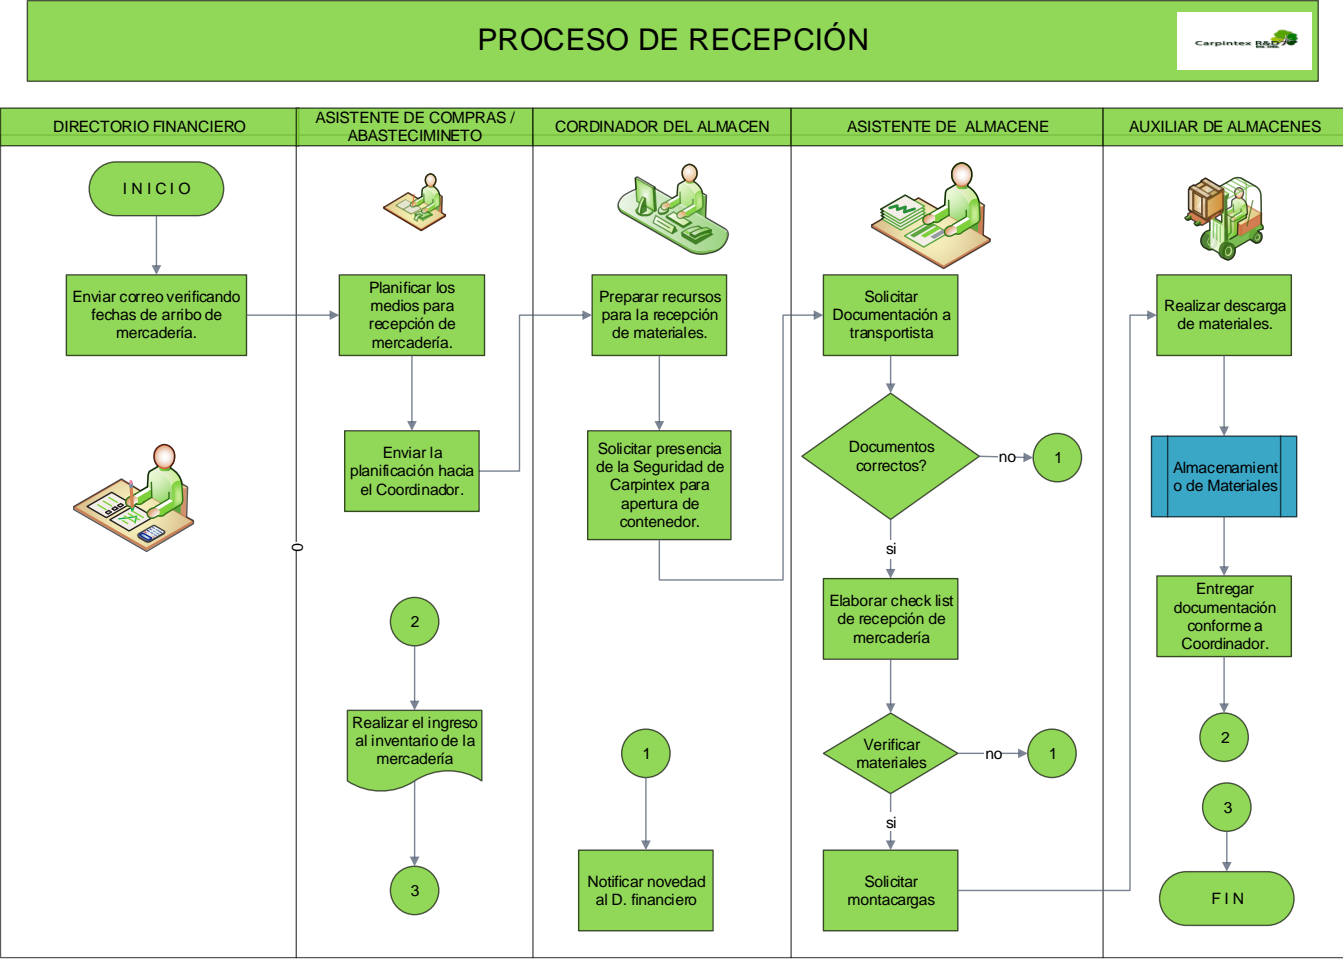 PROCESO DE RECEPCIÓN
Carpintex R&D
DIRECTORIO FINANCIERO
ASISTENTE DE COMPRAS /
ABASTECIMINETO
CORDINADOR DEL ALMACEN
ASISTENTE DE ALMACENE
AUXILIAR DE ALMACENES
INICIO
Enviar correo verificando
fechas de arribo de
mercadería.
0
Planificar los
medios para
recepción de
mercadería.
Enviar la
planificación hacia
el Coordinador.
2
Realizar el ingreso
al inventario de la
mercadería
3
Preparar recursos
para la recepción
de materiales.
Solicitar presencia
de la Seguridad de
Carpintex para
apertura de
contenedor.
1
Notificar novedad
al D. financiero
Solicitar
Documentación a
transportista
Documentos
correctos?
no
1
si
Elaborar check list
de recepción de
mercadería
Verificar
materiales
no
1
si
Solicitar
montacargas
Realizar descarga
de materiales.
Almacenamient
o de Materiales
Entregar
documentación
conforme a
Coordinador.
2
3
FIN